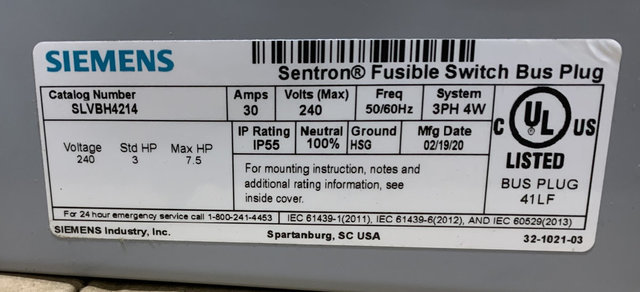 SIEMENS
Sentron® Fusible Switch Bus Plug
Catalog Number
SLVBH4214
Amps
30
Volts (Max)
240
Freq
50/60Hz
System
3PH 4W
Voltage Std HP Max HP
240 3 7.5
IP Rating
IP55
Neutral
100%
Ground
HSG
Mfg Date
02/19/20
For mounting instruction, notes and
additional rating information, see
inside cover.
C UL US
LISTED
BUS PLUG
41LF
For 24 hour emergency service call 1-800-241-4453
IEC 61439-1(2011), IEC 61439-6(2012), AND IEC 60529(2013)
SIEMENS Industry, Inc.
Spartanburg, SC USA
32-1021-03